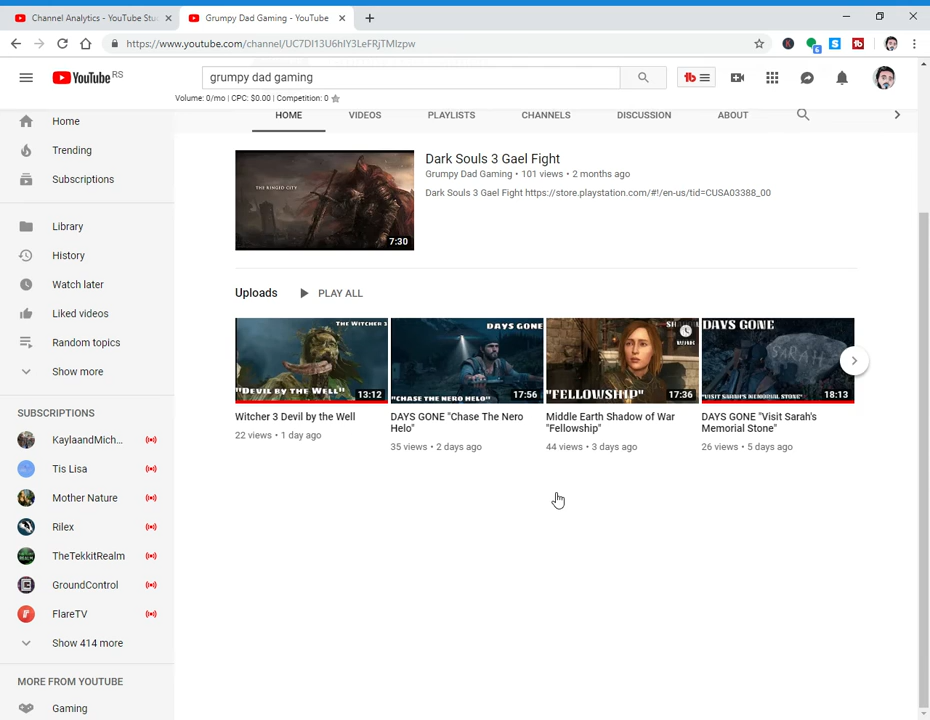 Channel Analytics - YouTube Stu
Grumpy Dad Gaming - YouTube
https://www.youtube.com/channel/UC7DI13U6hIY3LeFRjTMIzpw
YouTube RS
grumpy dad gaming
Volume: 0/mo | CPC: $0.00 | Competition: 0
HOME
VIDEOS
PLAYLISTS
CHANNELS
DISCUSSION
ABOUT
Home
Trending
Subscriptions
Library
History
Watch later
Liked videos
Random topics
Show more
SUBSCRIPTIONS
KaylaandMich...
Tis Lisa
Mother Nature
Rilex
TheTekkitRealm
GroundControl
FlareTV
Show 414 more
MORE FROM YOUTUBE
Gaming
THE RINGED CITY
7:30
Dark Souls 3 Gael Fight
Grumpy Dad Gaming • 101 views • 2 months ago
Dark Souls 3 Gael Fight https://store.playstation.com/#!/en-us/tid=CUSA03388_00
Uploads
PLAY ALL
THE WITCHER 3
"DEVIL BY THE WELL"
13:12
Witcher 3 Devil by the Well
22 views • 1 day ago
DAYS GONE
"CHASE THE NERO HELO"
17:56
DAYS GONE "Chase The Nero
Helo"
35 views • 2 days ago
WAR
"FELLOWSHIP"
17:36
Middle Earth Shadow of War
"Fellowship"
44 views • 3 days ago
DAYS GONE
SARAH
"VISIT SARAH'S MEMORIAL STONE"
18:13
DAYS GONE "Visit Sarah's
Memorial Stone"
26 views • 5 days ago